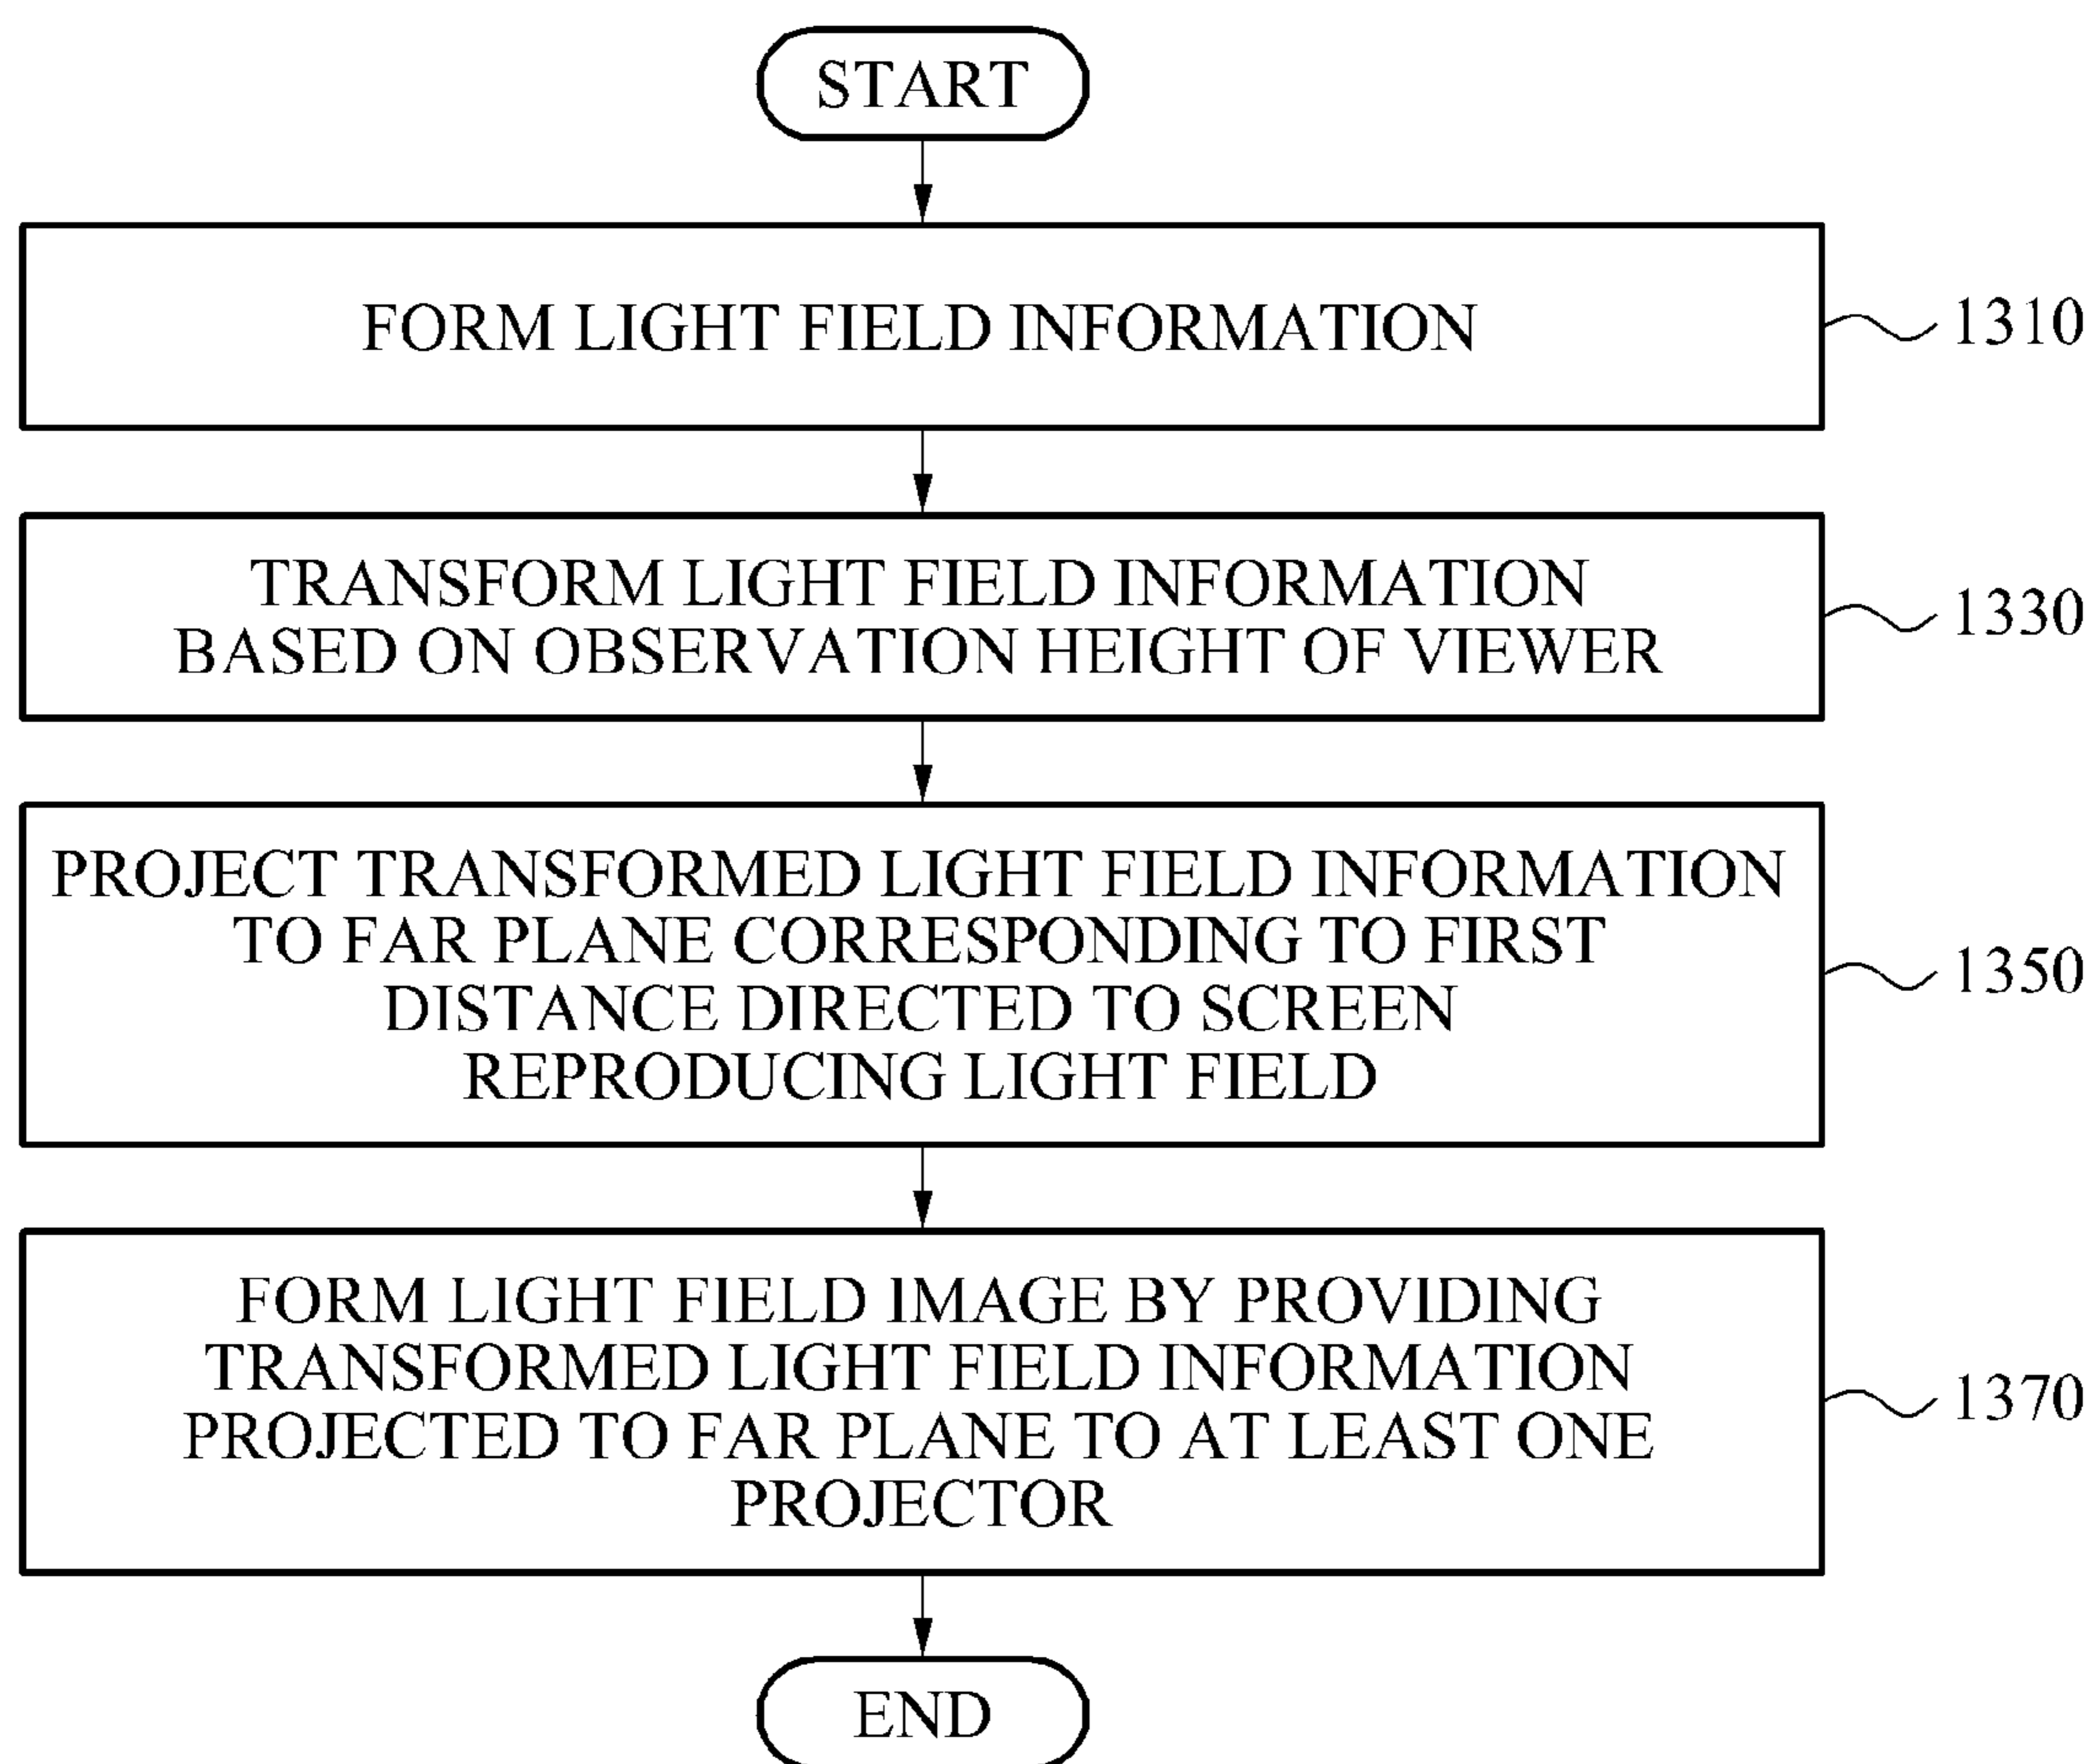 START
FORM LIGHT FIELD INFORMATION
1310
TRANSFORM LIGHT FIELD INFORMATION
BASED ON OBSERVATION HEIGHT OF VIEWER
1330
PROJECT TRANSFORMED LIGHT FIELD INFORMATION
TO FAR PLANE CORRESPONDING TO FIRST
DISTANCE DIRECTED TO SCREEN
REPRODUCING LIGHT FIELD
1350
FORM LIGHT FIELD IMAGE BY PROVIDING
TRANSFORMED LIGHT FIELD INFORMATION
PROJECTED TO FAR PLANE TO AT LEAST ONE
PROJECTOR
1370
END